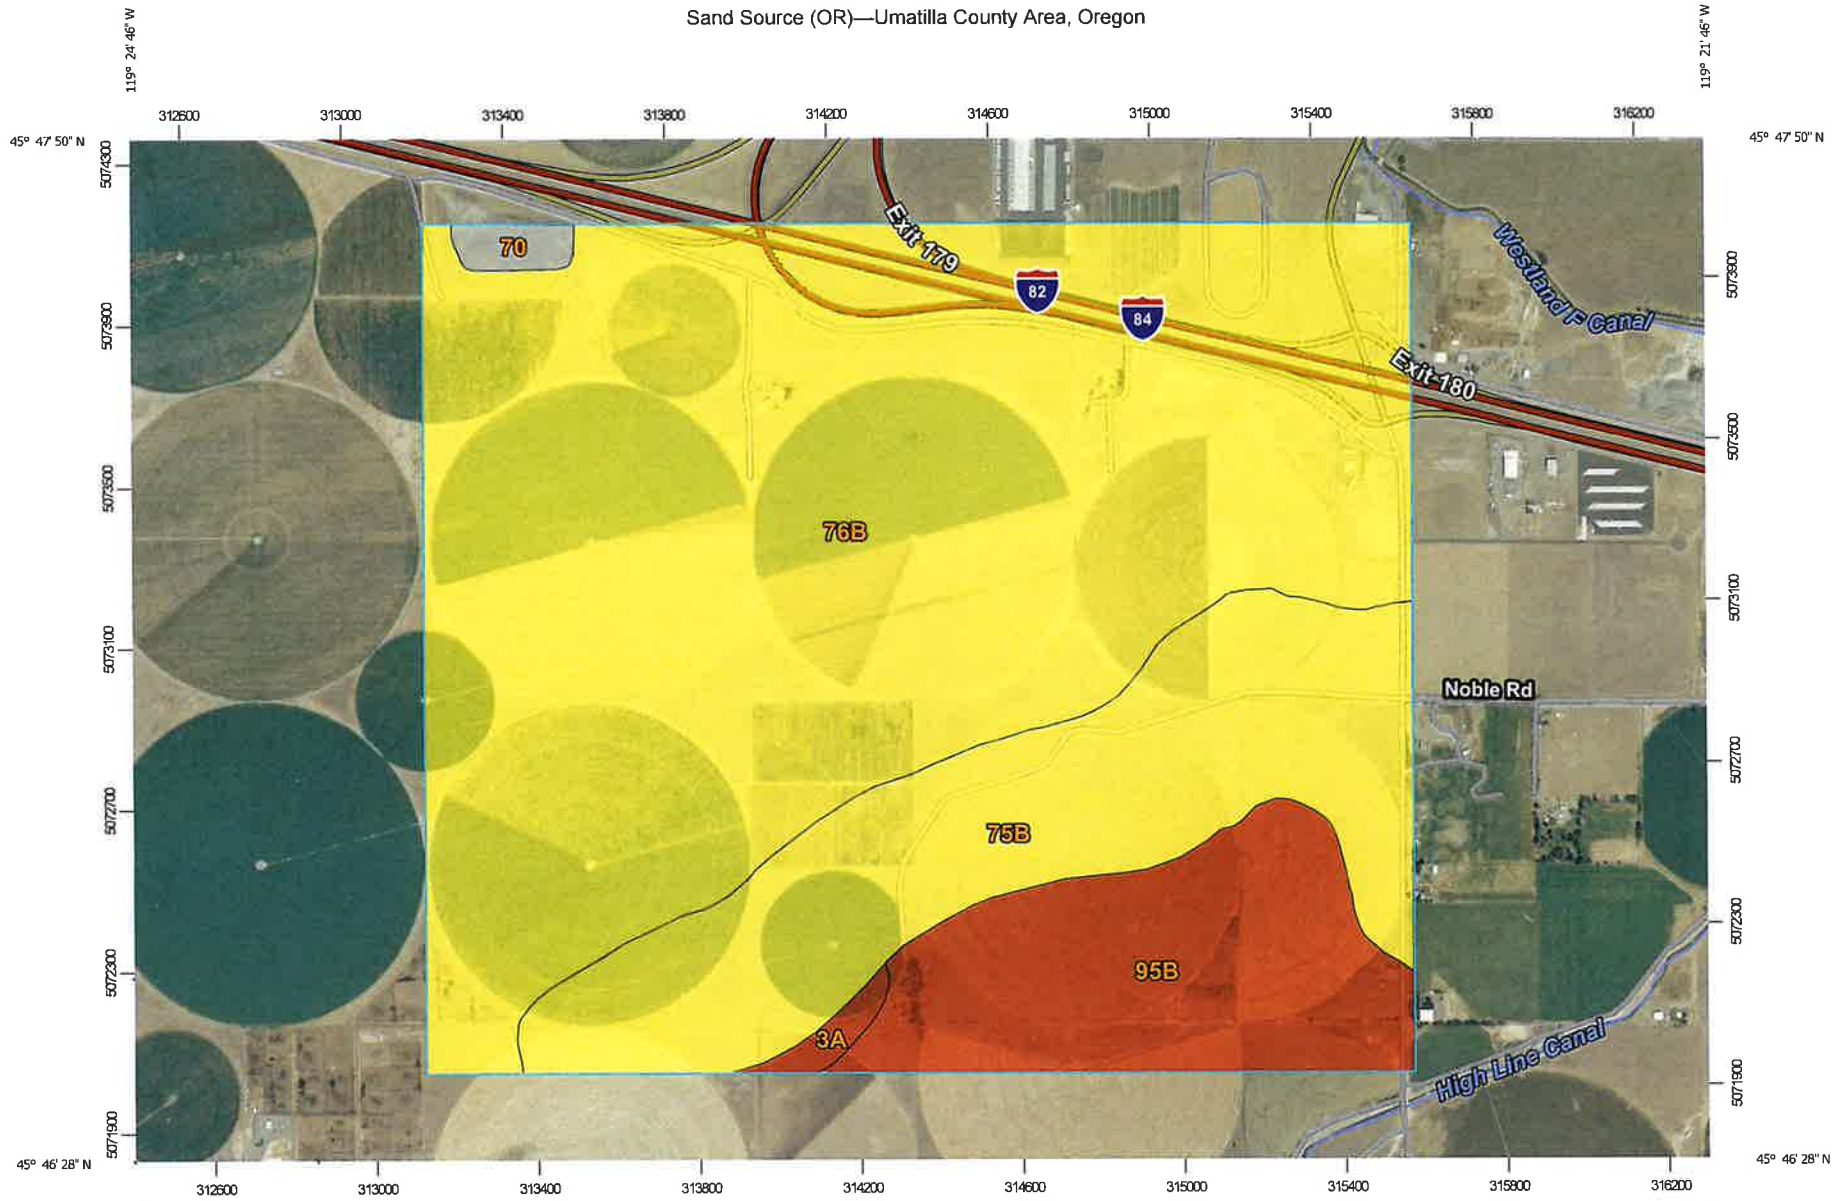 Sand Source (OR)—Umatilla County Area, Oregon
119° 24' 46" W
119° 21' 46" W
312600 313000 313400 313800 314200 314600 315000 315400 315800 316200
45° 47' 50" N
45° 47' 50" N
5074300
5073900
5073500
5073100
5072700
5072300
5071900
5073900
5073500
5073100
5072700
5072300
5071900
70
Exit 179
82
84
Exit 180
Westland F Canal
76B
Noble Rd
75B
95B
3A
High Line Canal
45° 46' 28" N
45° 46' 28" N
312600 313000 313400 313800 314200 314600 315000 315400 315800 316200